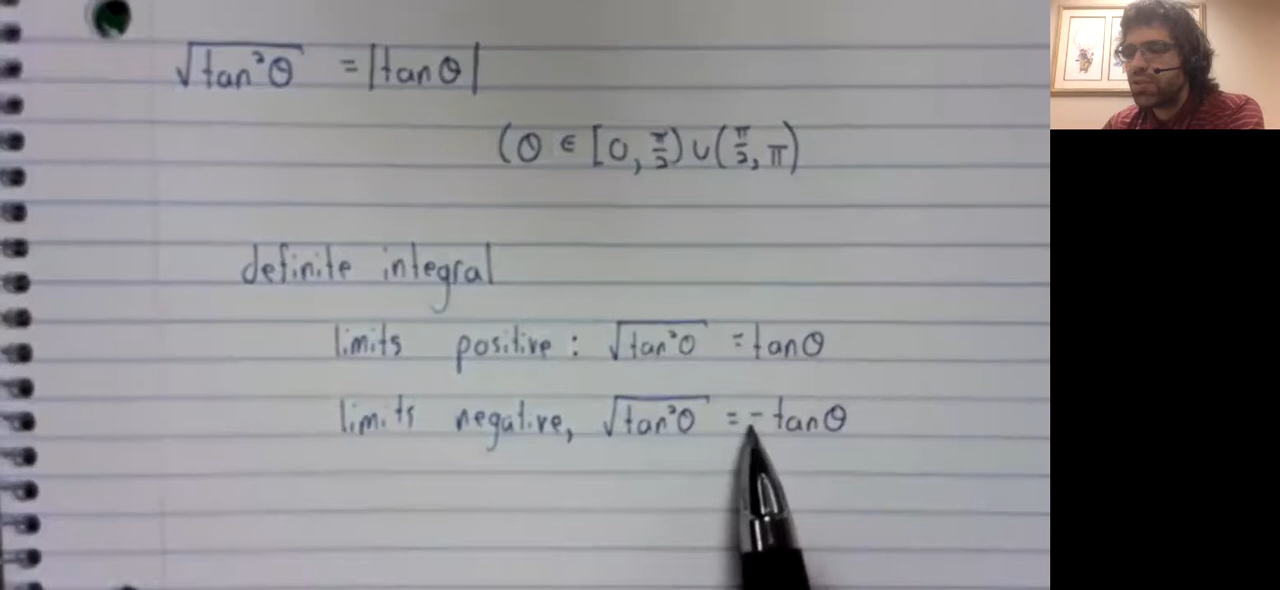 √tan²θ = |tanθ|
(θ ∈ [0, π/2) ∪ (π/2, π)
definite integral
limits positive: √tan²θ = tanθ
limits negative, √tan²θ = -tanθ